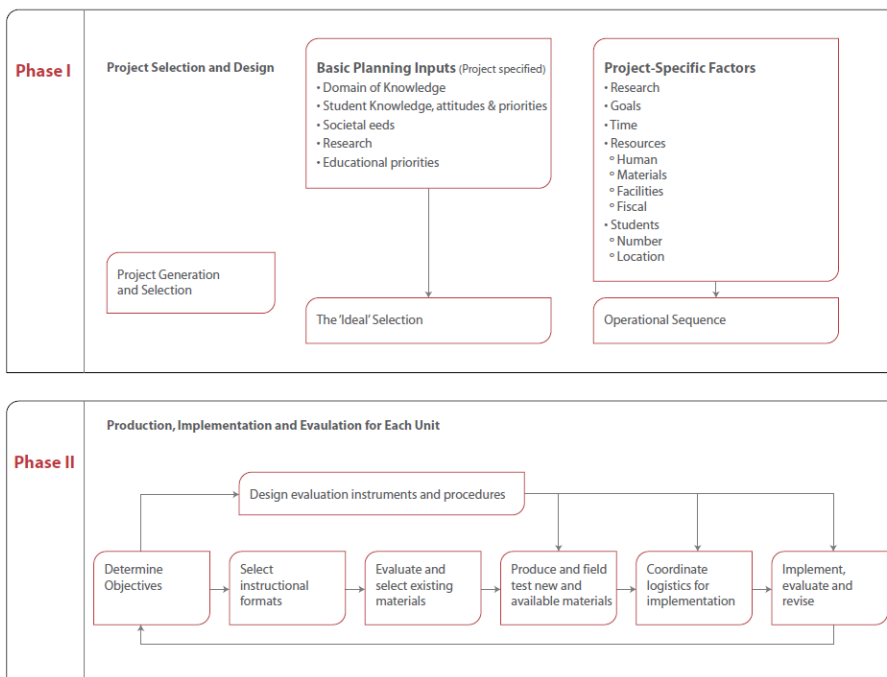 Phase I
Project Selection and Design
Basic Planning Inputs (Project specified)
• Domain of Knowledge
• Student Knowledge, attitudes & priorities
• Societal eeds
• Research
• Educational priorities
Project-Specific Factors
• Research
• Goals
• Time
• Resources
º Human
º Materials
º Facilities
º Fiscal
• Students
º Number
º Location
Project Generation
and Selection
The 'Ideal' Selection
Operational Sequence
Phase II
Production, Implementation and Evaulation for Each Unit
Design evaluation instruments and procedures
Determine
Objectives
Select
instructional
formats
Evaluate and
select existing
materials
Produce and field
test new and
available materials
Coordinate
logistics for
implementation
Implement,
evaluate and
revise